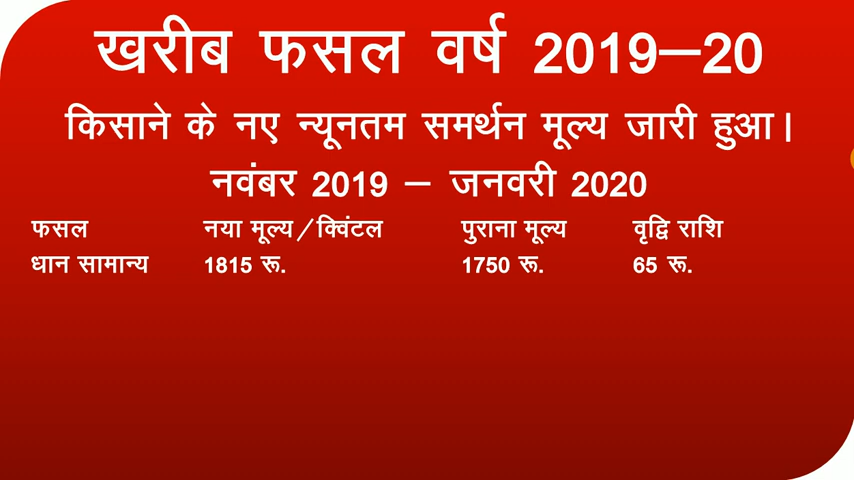 खरीब फसल वर्ष 2019–20
किसाने के नए न्यूनतम समर्थन मूल्य जारी हुआ।
नवंबर 2019 – जनवरी 2020
फसल नया मूल्य/क्विंटल पुराना मूल्य वृद्वि राशि
धान सामान्य 1815 रू. 1750 रू. 65 रू.